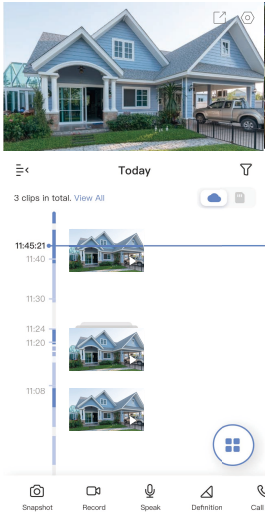 Today
3 clips in total. View All
11:45:21
11:40
11:30
11:24
11:20
11:08
Snapshot
Record
Speak
Definition
Call